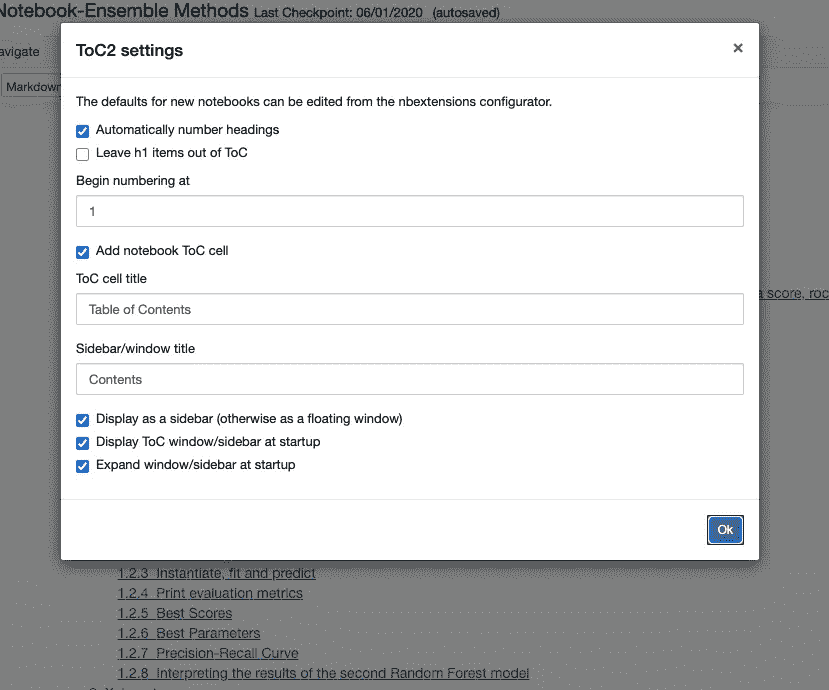 Notebook-Ensemble Methods Last Checkpoint: 06/01/2020 (autosaved)
avigate
Markdown
ToC2 settings
×
The defaults for new notebooks can be edited from the nbextensions configurator.
Automatically number headings
Leave h1 items out of ToC
Begin numbering at
1
Add notebook ToC cell
ToC cell title
Table of Contents
a score, roc
Sidebar/window title
Contents
Display as a sidebar (otherwise as a floating window)
Display ToC window/sidebar at startup
Expand window/sidebar at startup
Ok
1.2.3 Instantiate, fit and predict
1.2.4 Print evaluation metrics
1.2.5 Best Scores
1.2.6 Best Parameters
1.2.7 Precision-Recall Curve
1.2.8 Interpreting the results of the second Random Forest model